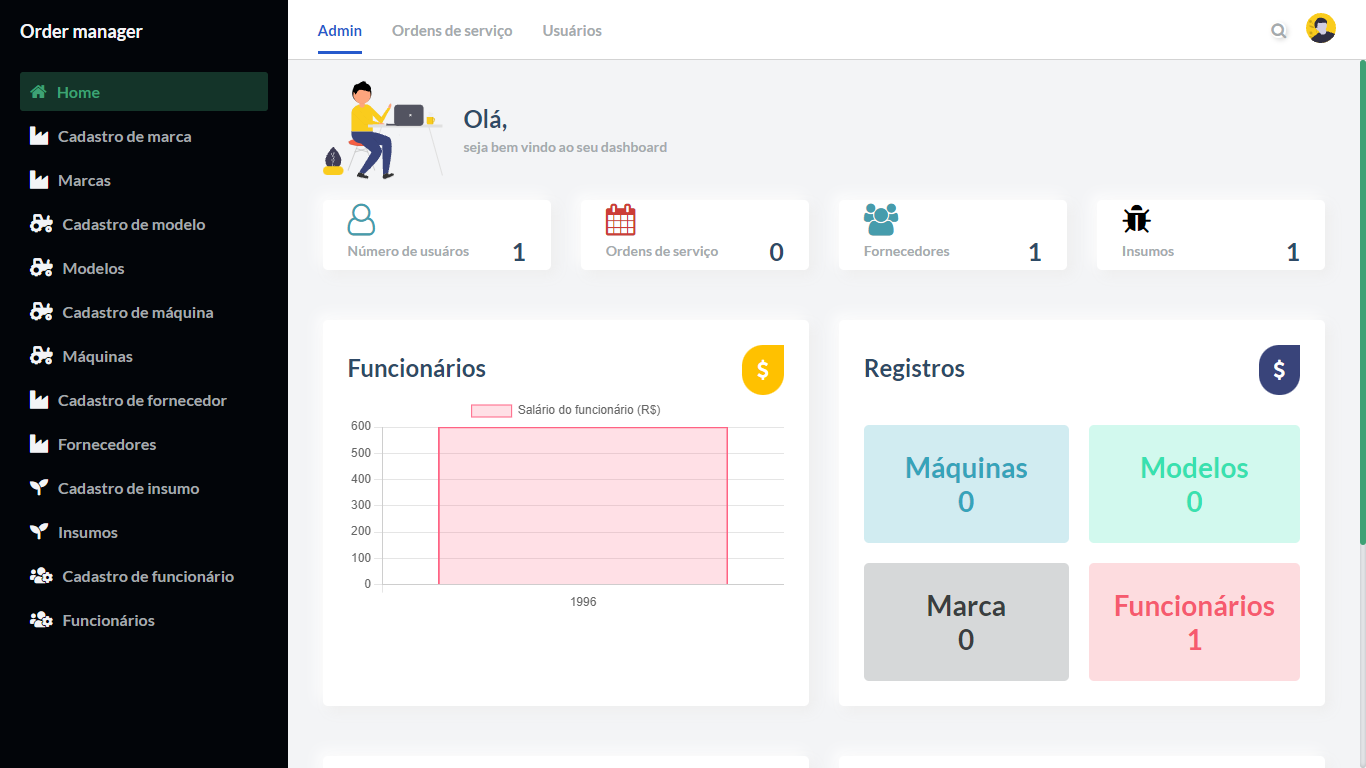 Order manager
Admin
Ordens de serviço
Usuários
Home
Cadastro de marca
Marcas
Cadastro de modelo
Modelos
Cadastro de máquina
Máquinas
Cadastro de fornecedor
Fornecedores
Cadastro de insumo
Insumos
Cadastro de funcionário
Funcionários
Olá,
seja bem vindo ao seu dashboard
Número de usuáros
1
Ordens de serviço
0
Fornecedores
1
Insumos
1
Funcionários
$
Salário do funcionário (R$)
600
500
400
300
200
100
0
1996
Registros
$
Máquinas
0
Modelos
0
Marca
0
Funcionários
1